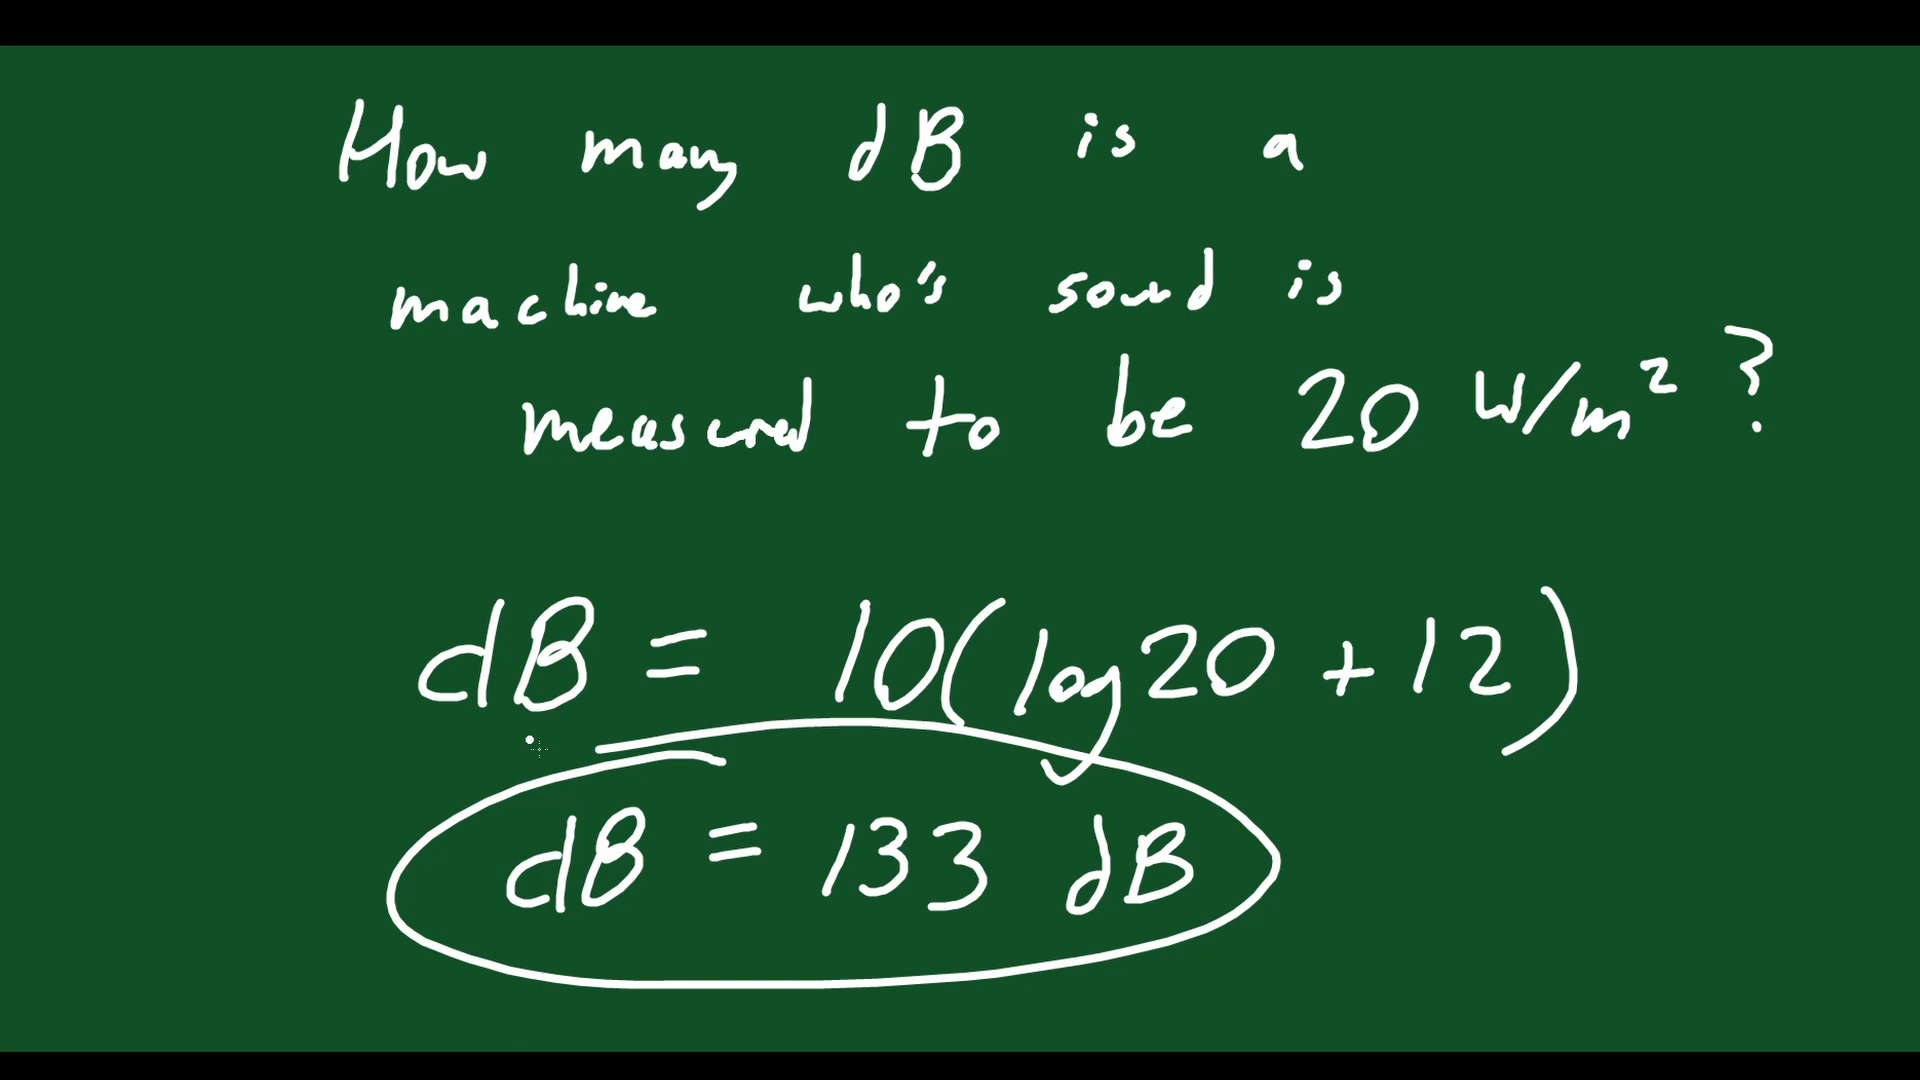 How many dB is a
machine who's sound is
measured to be 20 W/m²?
dB = 10(log20 + 12)
dB = 133 dB